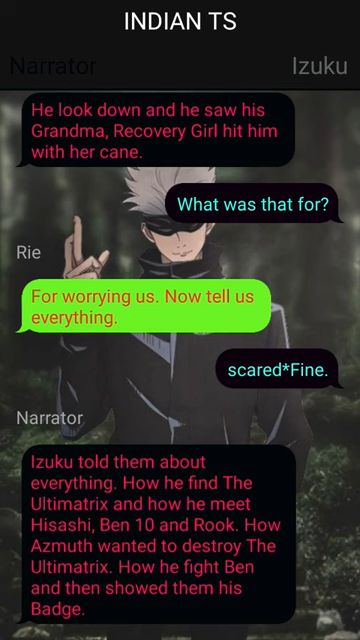 INDIAN TS
Narrator
Izuku
He look down and he saw his
Grandma, Recovery Girl hit him
with her cane.
What was that for?
Rie
For worrying us. Now tell us
everything.
scared*Fine.
Narrator
Izuku told them about
everything. How he find The
Ultimatrix and how he meet
Hisashi, Ben 10 and Rook. How
Azmuth wanted to destroy The
Ultimatrix. How he fight Ben
and then showed them his
Badge.